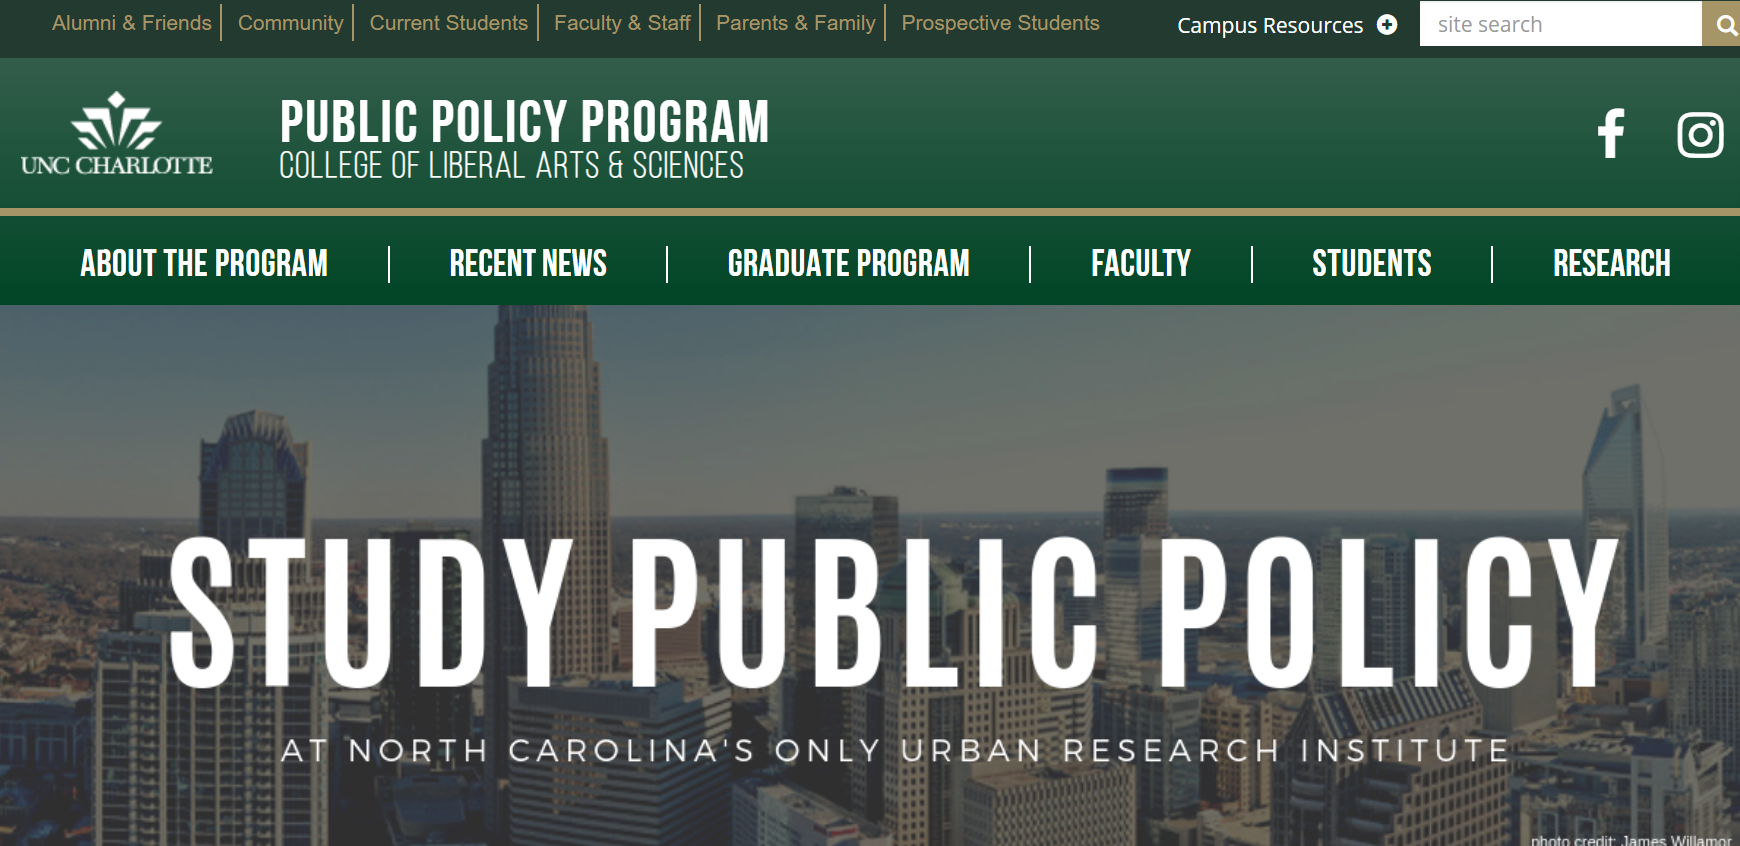 Alumni & Friends Community Current Students Faculty & Staff Parents & Family Prospective Students Campus Resources site search
UNC CHARLOTTE
PUBLIC POLICY PROGRAM
COLLEGE OF LIBERAL ARTS & SCIENCES
ABOUT THE PROGRAM RECENT NEWS GRADUATE PROGRAM FACULTY STUDENTS RESEARCH
STUDY PUBLIC POLICY
AT NORTH CAROLINA'S ONLY URBAN RESEARCH INSTITUTE
photo credit: James Willamor